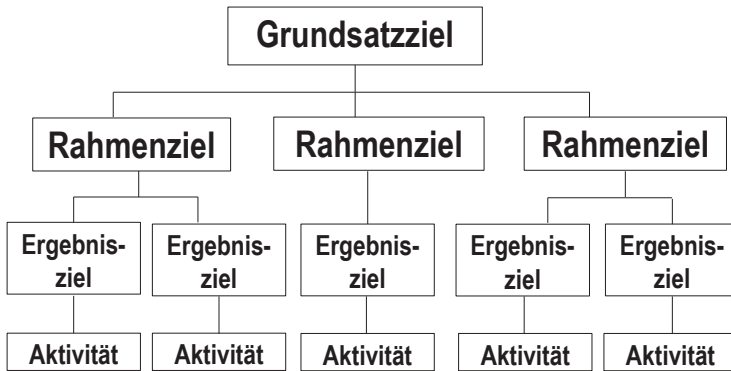 Grundsatzziel
Rahmenziel
Rahmenziel
Rahmenziel
Ergebnis-
ziel
Ergebnis-
ziel
Ergebnis-
ziel
Ergebnis-
ziel
Ergebnis-
ziel
Aktivität
Aktivität
Aktivität
Aktivität
Aktivität